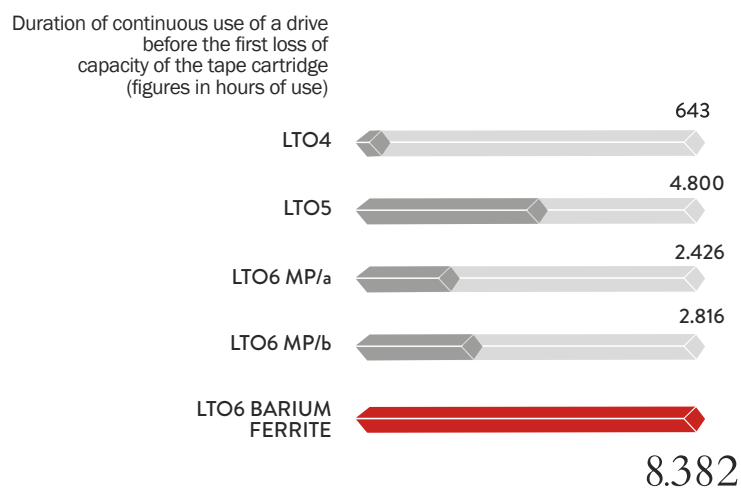 Duration of continuous use of a drive
before the first loss of
capacity of the tape cartridge
(figures in hours of use)
643
LTO4
4.800
LTO5
2.426
LTO6 MP/a
2.816
LTO6 MP/b
LTO6 BARIUM
FERRITE
8.382